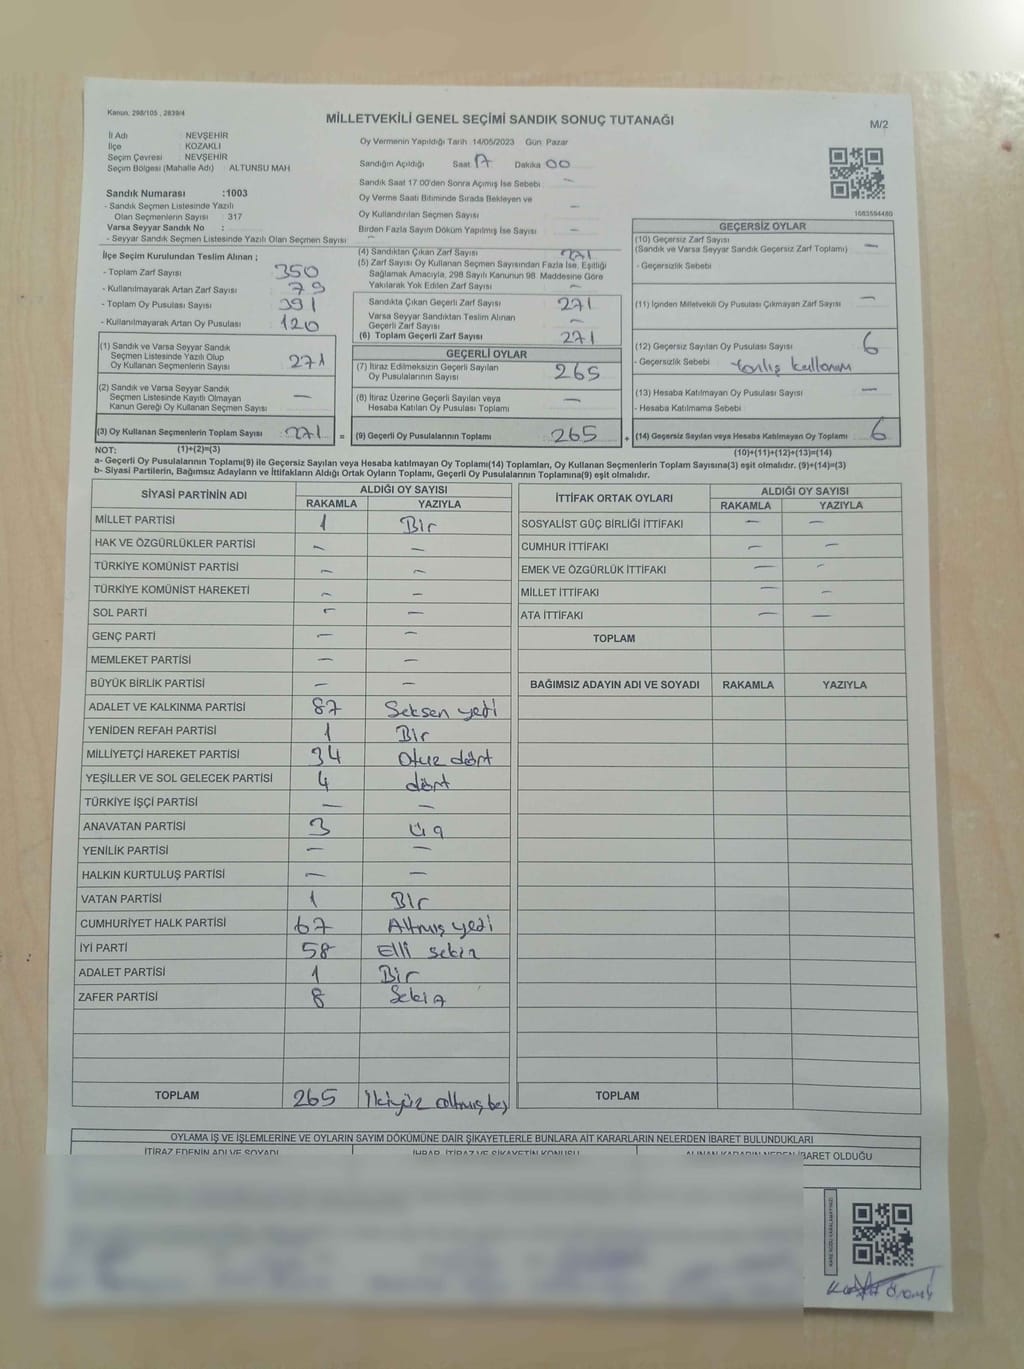 Kanun. 298/105 , 2839/4
MİLLETVEKİLİ GENEL SEÇİMİ SANDIK SONUÇ TUTANAĞI
M/2
İl Adı : NEVŞEHİR
İlçe : KOZAKLI
Seçim Çevresi : NEVŞEHİR
Seçim Bölgesi (Mahalle Adı) : ALTUNSU MAH
Sandık Numarası :1003
- Sandık Seçmen Listesinde Yazılı
Olan Seçmenlerin Sayısı : 317
Varsa Seyyar Sandık No :
- Seyyar Sandık Seçmen Listesinde Yazılı Olan Seçmen Sayısı
İlçe Seçim Kurulundan Teslim Alınan ;
- Toplam Zarf Sayısı 350
- Kullanılmayarak Artan Zarf Sayısı 79
- Toplam Oy Pusulası Sayısı 391
- Kullanılmayarak Artan Oy Pusulası 120
(1) Sandık ve Varsa Seyyar Sandık
Seçmen Listesinde Yazılı Olup
Oy Kullanan Seçmenlerin Sayısı 271
(2) Sandık ve Varsa Seyyar Sandık
Seçmen Listesinde Kayıtlı Olmayan
Kanun Gereği Oy Kullanan Seçmen Sayısı —
(3) Oy Kullanan Seçmenlerin Toplam Sayısı 271 =
Oy Vermenin Yapıldığı Tarih 14/05/2023 Gün Pazar
Sandığın Açıldığı Saat Dakika 00
Sandık Saat 17 00'den Sonra Açılmış İse Sebebi —
Oy Verme Saati Bitiminde Sırada Bekleyen ve
Oy Kullandırılan Seçmen Sayısı —
Birden Fazla Sayım Döküm Yapılmış İse Sayısı —
(4) Sandıktan Çıkan Zarf Sayısı 271
(5) Zarf Sayısı Oy Kullanan Seçmen Sayısından Fazla İse, Eşitliği
Sağlamak Amacıyla, 298 Sayılı Kanunun 98. Maddesine Göre
Yakılarak Yok Edilen Zarf Sayısı —
Sandıkta Çıkan Geçerli Zarf Sayısı 271
Varsa Seyyar Sandıktan Teslim Alınan
Geçerli Zarf Sayısı —
(6) Toplam Geçerli Zarf Sayısı 271
GEÇERLİ OYLAR
(7) İtiraz Edilmeksizin Geçerli Sayılan
Oy Pusulalarının Sayısı 265
(8) İtiraz Üzerine Geçerli Sayılan veya
Hesaba Katılan Oy Pusulası Toplamı —
(9) Geçerli Oy Pusulalarının Toplamı 265 +
1683594460
GEÇERSİZ OYLAR
(10) Geçersiz Zarf Sayısı
(Sandık ve Varsa Seyyar Sandık Geçersiz Zarf Toplamı) —
- Geçersizlik Sebebi
(11) İçinden Milletvekili Oy Pusulası Çıkmayan Zarf Sayısı —
(12) Geçersiz Sayılan Oy Pusulası Sayısı 6
- Geçersizlik Sebebi Yanlış kullanım
(13) Hesaba Katılmayan Oy Pusulası Sayısı —
- Hesaba Katılmama Sebebi
(14) Geçersiz Sayılan veya Hesaba Katılmayan Oy Toplamı 6
NOT: (1)+(2)=(3) (10)+(11)+(12)+(13)=(14)
a- Geçerli Oy Pusulalarının Toplamı(9) ile Geçersiz Sayılan veya Hesaba katılmayan Oy Toplamı(14) Toplamları, Oy Kullanan Seçmenlerin Toplam Sayısına(3) eşit olmalıdır. (9)+(14)=(3)
b- Siyasi Partilerin, Bağımsız Adayların ve İttifakların Aldığı Ortak Oyların Toplamı, Geçerli Oy Pusulalarının Toplamına(9) eşit olmalıdır.
SİYASİ PARTİNİN ADI ALDIĞI OY SAYISI
RAKAMLA YAZIYLA
MİLLET PARTİSİ 1 Bir
HAK VE ÖZGÜRLÜKLER PARTİSİ — —
TÜRKİYE KOMÜNİST PARTİSİ — —
TÜRKİYE KOMÜNİST HAREKETİ — —
SOL PARTİ — —
GENÇ PARTİ — —
MEMLEKET PARTİSİ — —
BÜYÜK BİRLİK PARTİSİ — —
ADALET VE KALKINMA PARTİSİ 87 Seksen yedi
YENİDEN REFAH PARTİSİ 1 Bir
MİLLİYETÇİ HAREKET PARTİSİ 34 Otuz dört
YEŞİLLER VE SOL GELECEK PARTİSİ 4 dört
TÜRKİYE İŞÇİ PARTİSİ — —
ANAVATAN PARTİSİ 3 Üç
YENİLİK PARTİSİ — —
HALKIN KURTULUŞ PARTİSİ — —
VATAN PARTİSİ 1 Bir
CUMHURİYET HALK PARTİSİ 67 Altmış yedi
İYİ PARTİ 58 Elli sekiz
ADALET PARTİSİ 1 Bir
ZAFER PARTİSİ 8 Sekiz
TOPLAM 265 İkiyüz altmış beş
İTTİFAK ORTAK OYLARI ALDIĞI OY SAYISI
RAKAMLA YAZIYLA
SOSYALİST GÜÇ BİRLİĞİ İTTİFAKI — —
CUMHUR İTTİFAKI — —
EMEK VE ÖZGÜRLÜK İTTİFAKI — —
MİLLET İTTİFAKI — —
ATA İTTİFAKI — —
TOPLAM
BAĞIMSIZ ADAYIN ADI VE SOYADI RAKAMLA YAZIYLA
TOPLAM
OYLAMA İŞ VE İŞLEMLERİNE VE OYLARIN SAYIM DÖKÜMÜNE DAİR ŞİKAYETLERLE BUNLARA AİT KARARLARIN NELERDEN İBARET BULUNDUKLARI
İTİRAZ EDENİN ADI VE SOYADI İHBAR, İTİRAZ VE ŞİKAYETİN KONUSU ALINAN KARARIN NEDEN İBARET OLDUĞU
KARE KODU KARALAMAYINIZ!